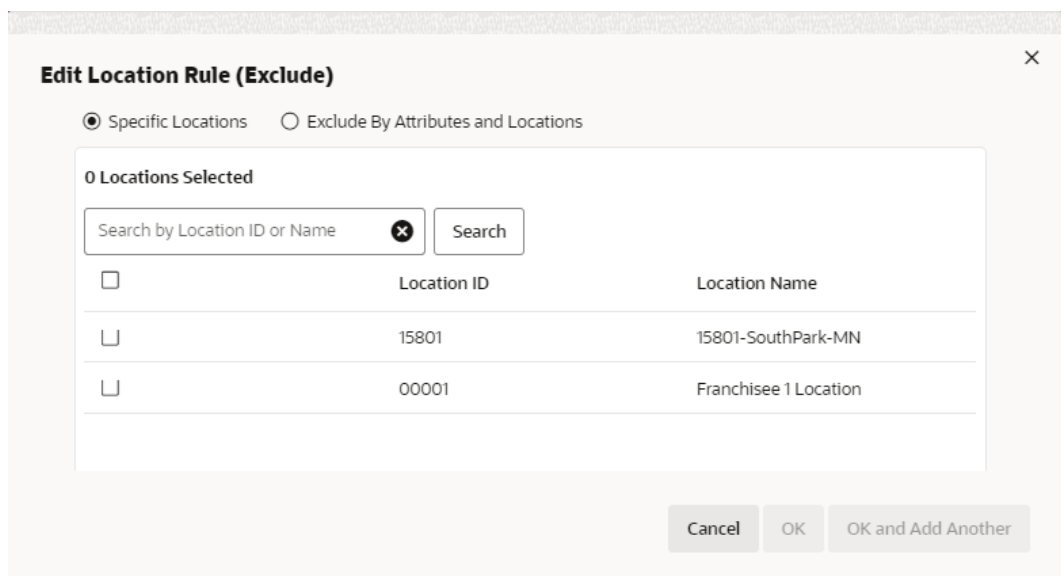 Edit Location Rule (Exclude)
Specific Locations Exclude By Attributes and Locations
0 Locations Selected
Search by Location ID or Name Search
Location ID Location Name
15801 15801-SouthPark-MN
00001 Franchisee 1 Location
Cancel OK OK and Add Another